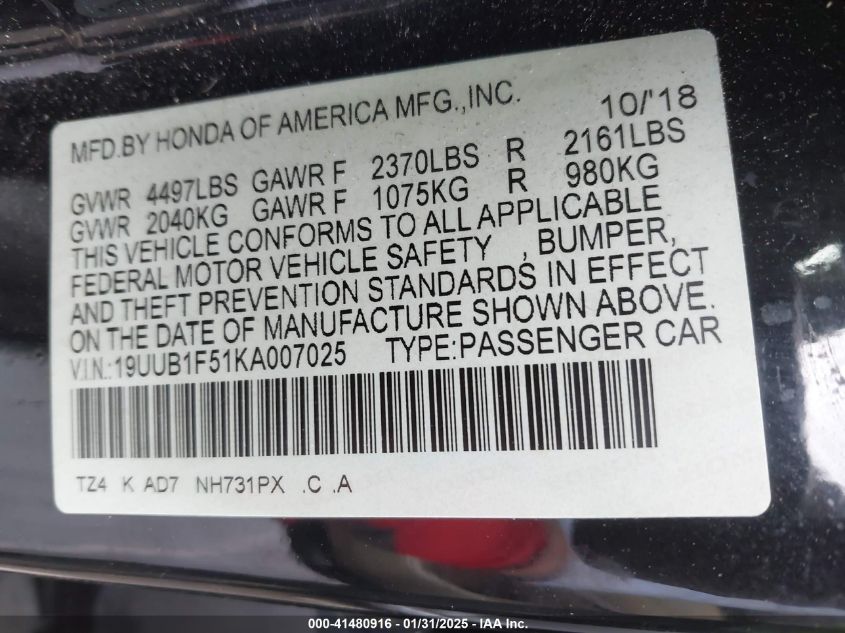 MFD.BY HONDA OF AMERICA MFG.,INC. 10/'18
GVWR 4497LBS GAWR F 2370LBS R 2161LBS
GVWR 2040KG GAWR F 1075KG R 980KG
THIS VEHICLE CONFORMS TO ALL APPLICABLE
FEDERAL MOTOR VEHICLE SAFETY , BUMPER,
AND THEFT PREVENTION STANDARDS IN EFFECT
ON THE DATE OF MANUFACTURE SHOWN ABOVE.
V.I.N.:19UUB1F51KA007025 TYPE:PASSENGER CAR
TZ4 K AD7 NH731PX .C .A
000-41480916 - 01/31/2025 - IAA Inc.